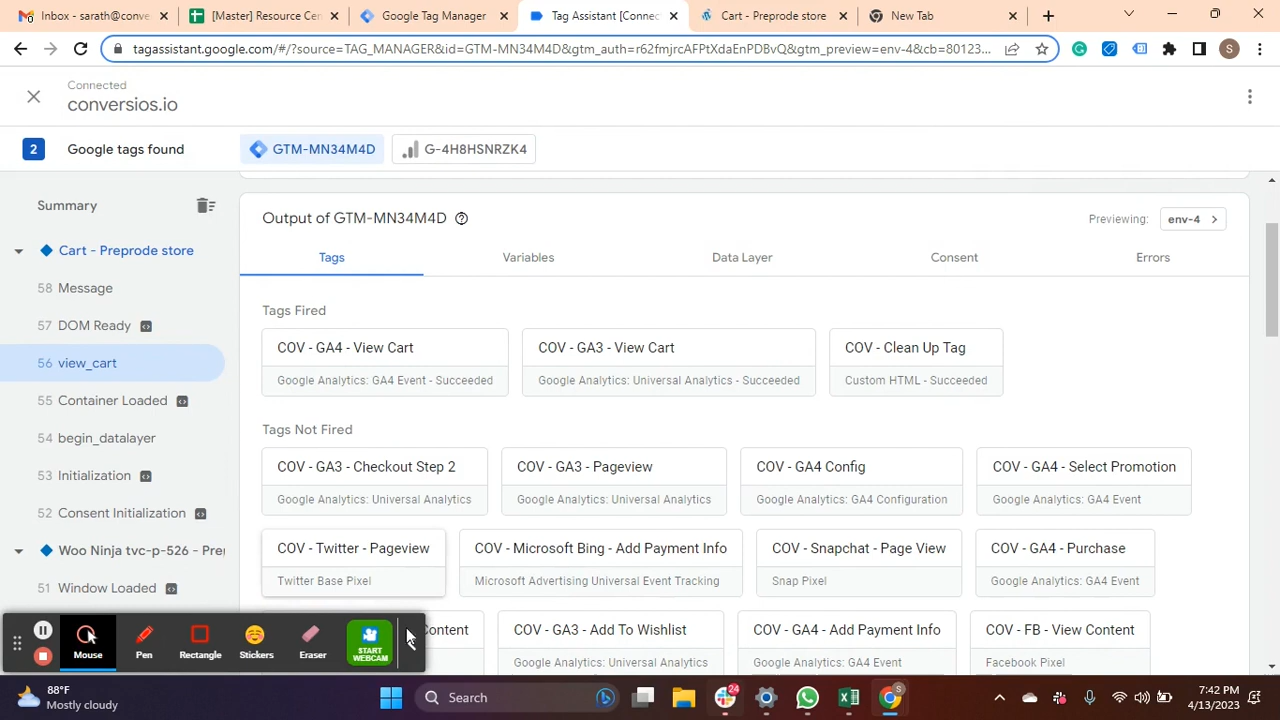 Inbox - sarath@conve
[Master] Resource Ce
Google Tag Manager
Tag Assistant [Connec
Cart - Preprode store
New Tab
tagassistant.google.com/#/?source=TAG_MANAGER&id=GTM-MN34M4D&gtm_auth=r62fmjrcAFPtXdaEnPDBvQ&gtm_preview=env-4&cb=80123...
S
Connected
conversios.io
2
Google tags found
GTM-MN34M4D
G-4H8HSNRZK4
Summary
Output of GTM-MN34M4D
Previewing:
env-4
Cart - Preprode store
Tags
Variables
Data Layer
Consent
Errors
58 Message
57 DOM Ready
56 view_cart
55 Container Loaded
54 begin_datalayer
53 Initialization
52 Consent Initialization
Woo Ninja tvc-p-526 - Pre
51 Window Loaded
Tags Fired
COV - GA4 - View Cart
Google Analytics: GA4 Event - Succeeded
COV - GA3 - View Cart
Google Analytics: Universal Analytics - Succeeded
COV - Clean Up Tag
Custom HTML - Succeeded
Tags Not Fired
COV - GA3 - Checkout Step 2
Google Analytics: Universal Analytics
COV - GA3 - Pageview
Google Analytics: Universal Analytics
COV - GA4 Config
Google Analytics: GA4 Configuration
COV - GA4 - Select Promotion
Google Analytics: GA4 Event
COV - Twitter - Pageview
Twitter Base Pixel
COV - Microsoft Bing - Add Payment Info
Microsoft Advertising Universal Event Tracking
COV - Snapchat - Page View
Snap Pixel
COV - GA4 - Purchase
Google Analytics: GA4 Event
Content
COV - GA3 - Add To Wishlist
Google Analytics: Universal Analytics
COV - GA4 - Add Payment Info
Google Analytics: GA4 Event
COV - FB - View Content
Facebook Pixel
Mouse
Pen
Rectangle
Stickers
Eraser
START WEBCAM
88°F
Mostly cloudy
Search
24
S
7:42 PM
4/13/2023